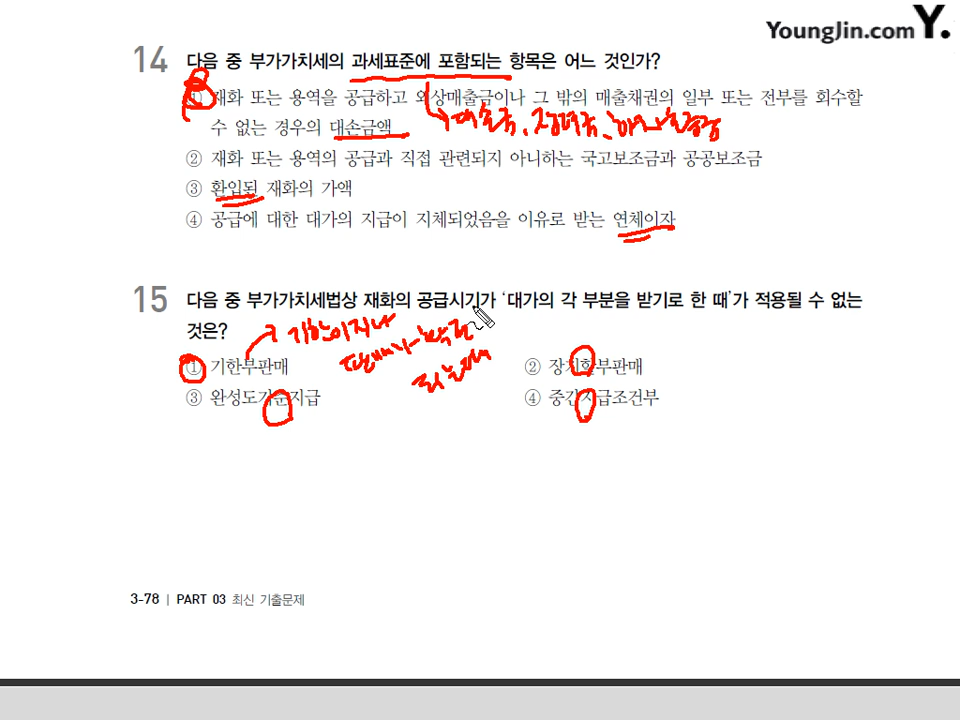 YoungJin.com Y.
14 다음 중 부가가치세의 과세표준에 포함되는 항목은 어느 것인가?
① 재화 또는 용역을 공급하고 외상매출금이나 그 밖의 매출채권의 일부 또는 전부를 회수할
수 없는 경우의 대손금액
② 재화 또는 용역의 공급과 직접 관련되지 아니하는 국고보조금과 공공보조금
③ 환입된 재화의 가액
④ 공급에 대한 대가의 지급이 지체되었음을 이유로 받는 연체이자
15 다음 중 부가가치세법상 재화의 공급시기가 '대가의 각 부분을 받기로 한 때'가 적용될 수 없는
것은?
기한이지나
① 기한부판매 ② 장기할부판매
③ 완성도기준지급 ④ 중간지급조건부
3-78 | PART 03 최신 기출문제